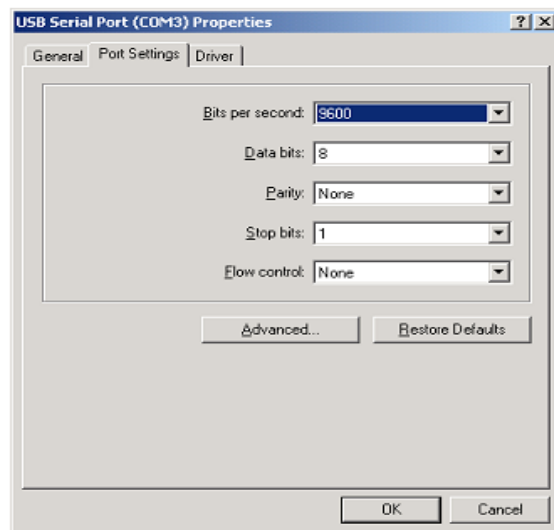 USB Serial Port (COM3) Properties
General Port Settings Driver
Bits per second: 9600
Data bits: 8
Parity: None
Stop bits: 1
Flow control: None
Advanced... Restore Defaults
OK Cancel